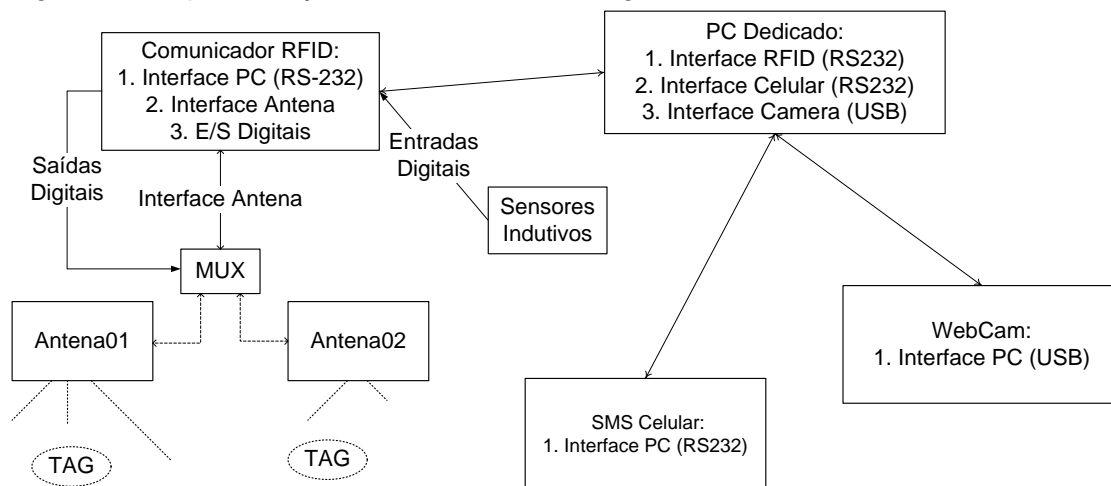 Comunicador RFID:
1. Interface PC (RS-232)
2. Interface Antena
3. E/S Digitais
PC Dedicado:
1. Interface RFID (RS232)
2. Interface Celular (RS232)
3. Interface Camera (USB)
Saídas
Digitais
Entradas
Digitais
Interface Antena
Sensores
Indutivos
MUX
Antena01
Antena02
WebCam:
1. Interface PC (USB)
SMS Celular:
1. Interface PC (RS232)
TAG
TAG